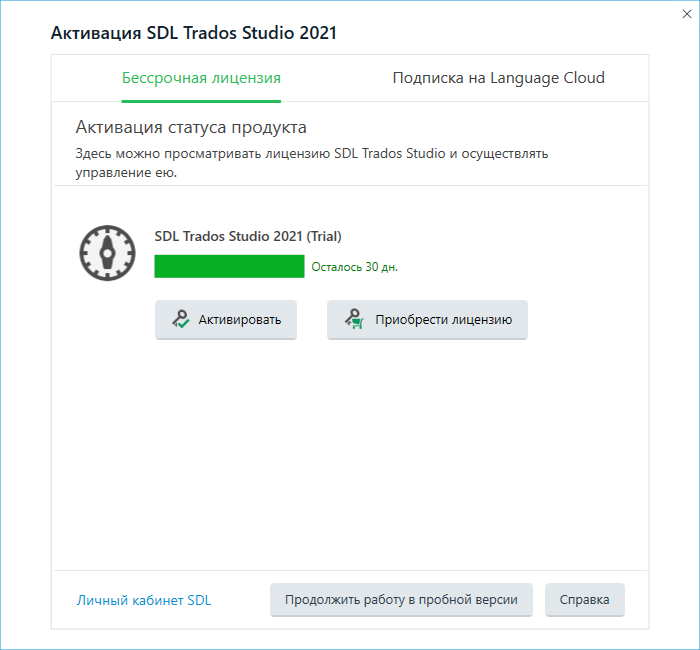 Активация SDL Trados Studio 2021
Бессрочная лицензия
Подписка на Language Cloud
Активация статуса продукта
Здесь можно просматривать лицензию SDL Trados Studio и осуществлять
управление ею.
SDL Trados Studio 2021 (Trial)
Осталось 30 дн.
Активировать
Приобрести лицензию
Личный кабинет SDL
Продолжить работу в пробной версии
Справка